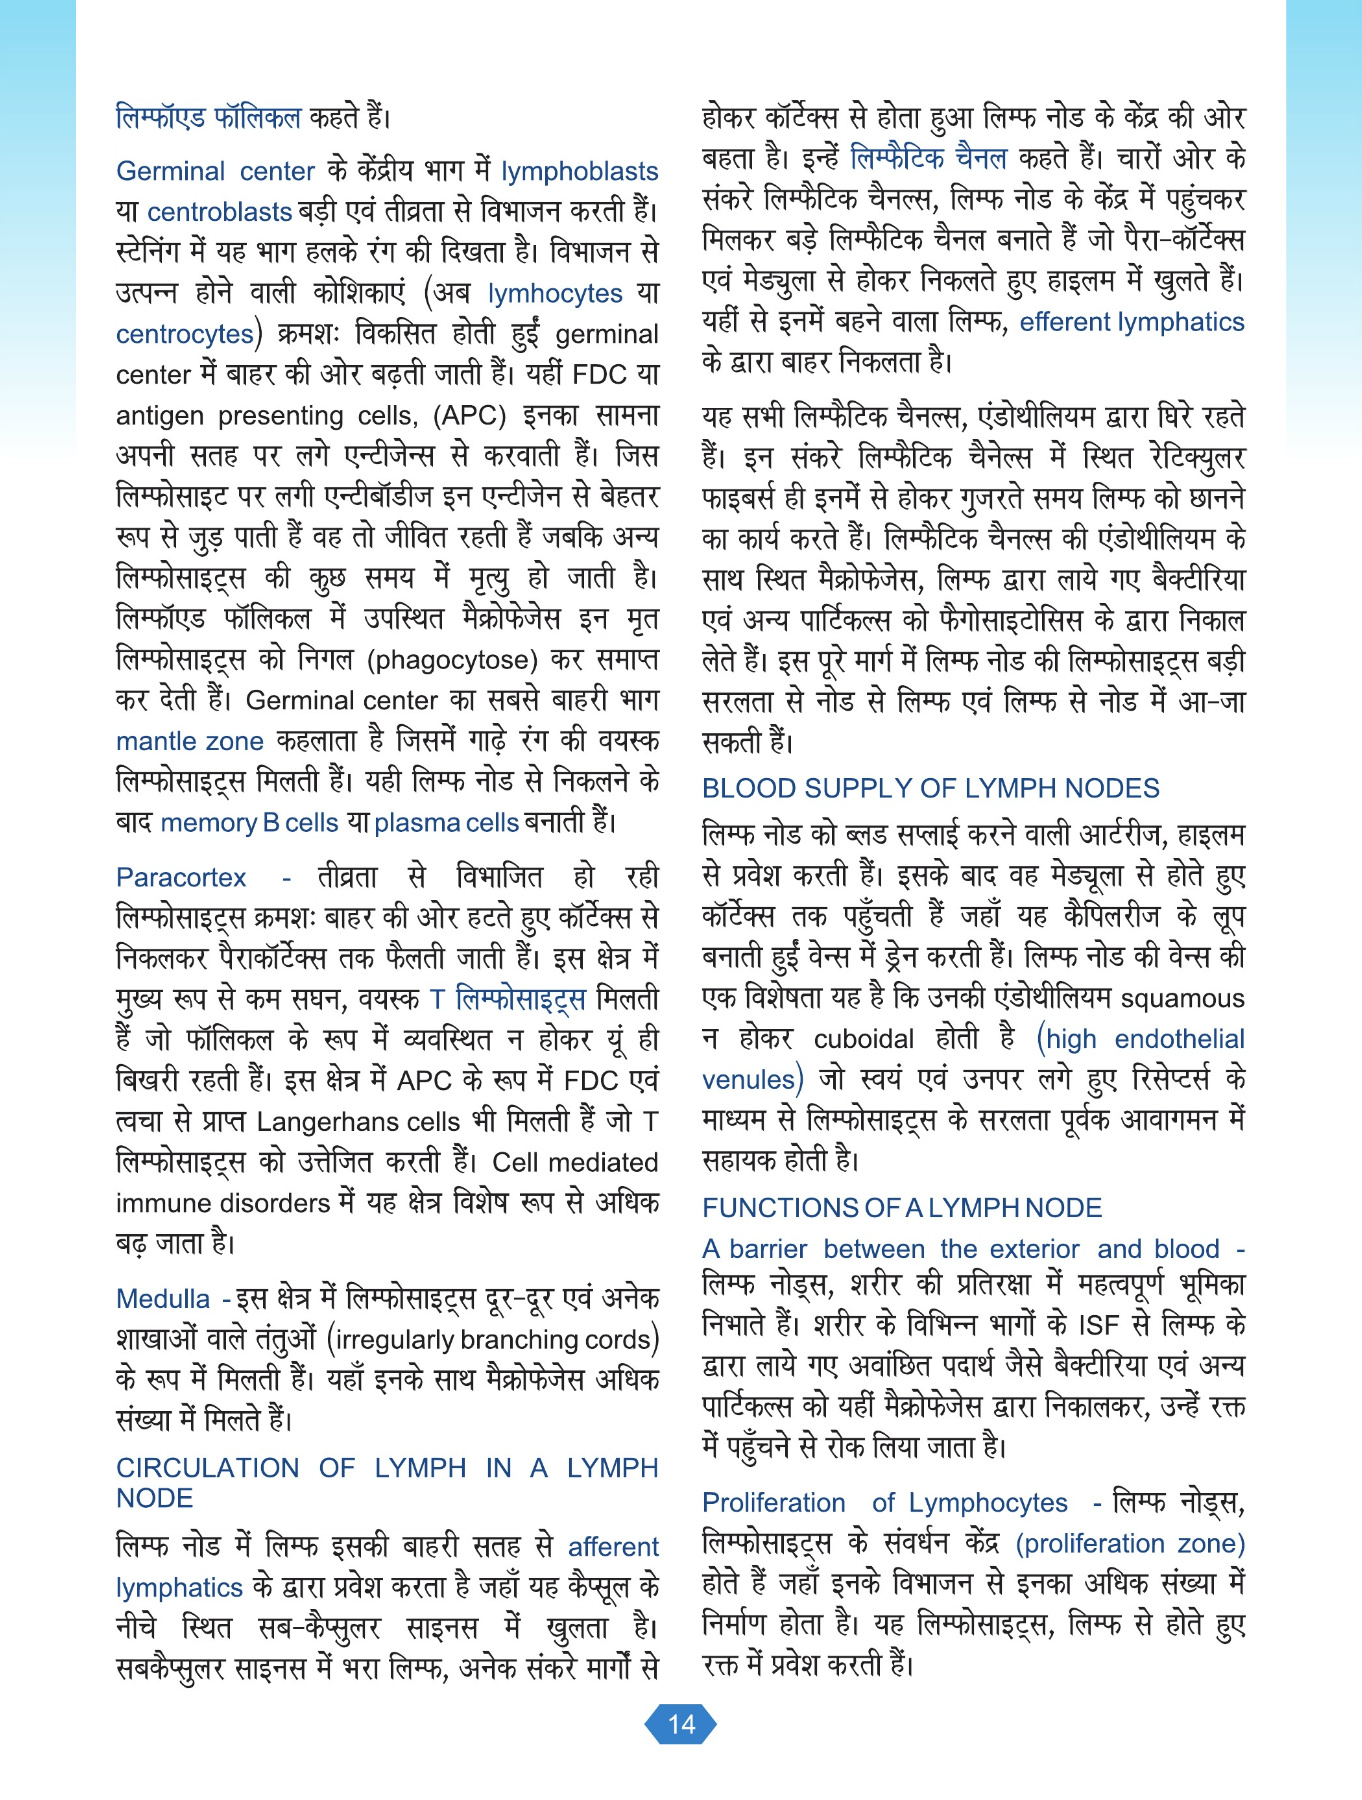 लिम्फॉएड फॉलिकल कहते हैं।
Germinal center के केंद्रीय भाग में lymphoblasts
या centroblasts बड़ी एवं तीव्रता से विभाजन करती हैं।
स्टेनिंग में यह भाग हलके रंग की दिखता है। विभाजन से
उत्पन्न होने वाली कोशिकाएं (अब lymhocytes या
centrocytes) क्रमशः विकसित होती हुईं germinal
center में बाहर की ओर बढ़ती जाती हैं। यहीं FDC या
antigen presenting cells, (APC) इनका सामना
अपनी सतह पर लगे एन्टीजेन्स से करवाती हैं। जिस
लिम्फोसाइट पर लगी एन्टीबॉडीज इन एन्टीजेन से बेहतर
रूप से जुड़ पाती हैं वह तो जीवित रहती हैं जबकि अन्य
लिम्फोसाइट्स की कुछ समय में मृत्यु हो जाती है।
लिम्फॉएड फॉलिकल में उपस्थित मैक्रोफेजेस इन मृत
लिम्फोसाइट्स को निगल (phagocytose) कर समाप्त
कर देती हैं। Germinal center का सबसे बाहरी भाग
mantle zone कहलाता है जिसमें गाढ़े रंग की वयस्क
लिम्फोसाइट्स मिलती हैं। यही लिम्फ नोड से निकलने के
बाद memory B cells या plasma cells बनाती हैं।
Paracortex - तीव्रता से विभाजित हो रही
लिम्फोसाइट्स क्रमशः बाहर की ओर हटते हुए कॉर्टेक्स से
निकलकर पैराकॉर्टेक्स तक फैलती जाती हैं। इस क्षेत्र में
मुख्य रूप से कम सघन, वयस्क T लिम्फोसाइट्स मिलती
हैं जो फॉलिकल के रूप में व्यवस्थित न होकर यूं ही
बिखरी रहती हैं। इस क्षेत्र में APC के रूप में FDC एवं
त्वचा से प्राप्त Langerhans cells भी मिलती हैं जो T
लिम्फोसाइट्स को उत्तेजित करती हैं। Cell mediated
immune disorders में यह क्षेत्र विशेष रूप से अधिक
बढ़ जाता है।
Medulla - इस क्षेत्र में लिम्फोसाइट्स दूर-दूर एवं अनेक
शाखाओं वाले तंतुओं (irregularly branching cords)
के रूप में मिलती हैं। यहाँ इनके साथ मैक्रोफेजेस अधिक
संख्या में मिलते हैं।
CIRCULATION OF LYMPH IN A LYMPH
NODE
लिम्फ नोड में लिम्फ इसकी बाहरी सतह से afferent
lymphatics के द्वारा प्रवेश करता है जहाँ यह कैप्सूल के
नीचे स्थित सब-कैप्सुलर साइनस में खुलता है।
सबकैप्सुलर साइनस में भरा लिम्फ, अनेक संकरे मार्गों से
होकर कॉर्टेक्स से होता हुआ लिम्फ नोड के केंद्र की ओर
बहता है। इन्हें लिम्फैटिक चैनल कहते हैं। चारों ओर के
संकरे लिम्फैटिक चैनल्स, लिम्फ नोड के केंद्र में पहुंचकर
मिलकर बड़े लिम्फैटिक चैनल बनाते हैं जो पैरा-कॉर्टेक्स
एवं मेड्युला से होकर निकलते हुए हाइलम में खुलते हैं।
यहीं से इनमें बहने वाला लिम्फ, efferent lymphatics
के द्वारा बाहर निकलता है।
यह सभी लिम्फैटिक चैनल्स, एंडोथीलियम द्वारा घिरे रहते
हैं। इन संकरे लिम्फैटिक चैनेल्स में स्थित रेटिक्युलर
फाइबर्स ही इनमें से होकर गुजरते समय लिम्फ को छानने
का कार्य करते हैं। लिम्फैटिक चैनल्स की एंडोथीलियम के
साथ स्थित मैक्रोफेजेस, लिम्फ द्वारा लाये गए बैक्टीरिया
एवं अन्य पार्टिकल्स को फैगोसाइटोसिस के द्वारा निकाल
लेते हैं। इस पूरे मार्ग में लिम्फ नोड की लिम्फोसाइट्स बड़ी
सरलता से नोड से लिम्फ एवं लिम्फ से नोड में आ-जा
सकती हैं।
BLOOD SUPPLY OF LYMPH NODES
लिम्फ नोड को ब्लड सप्लाई करने वाली आर्टरीज, हाइलम
से प्रवेश करती हैं। इसके बाद वह मेड्यूला से होते हुए
कॉर्टेक्स तक पहुँचती हैं जहाँ यह कैपिलरीज के लूप
बनाती हुईं वेन्स में ड्रेन करती हैं। लिम्फ नोड की वेन्स की
एक विशेषता यह है कि उनकी एंडोथीलियम squamous
न होकर cuboidal होती है (high endothelial
venules) जो स्वयं एवं उनपर लगे हुए रिसेप्टर्स के
माध्यम से लिम्फोसाइट्स के सरलता पूर्वक आवागमन में
सहायक होती है।
FUNCTIONS OF A LYMPH NODE
A barrier between the exterior and blood -
लिम्फ नोड्स, शरीर की प्रतिरक्षा में महत्वपूर्ण भूमिका
निभाते हैं। शरीर के विभिन्न भागों के ISF से लिम्फ के
द्वारा लाये गए अवांछित पदार्थ जैसे बैक्टीरिया एवं अन्य
पार्टिकल्स को यहीं मैक्रोफेजेस द्वारा निकालकर, उन्हें रक्त
में पहुँचने से रोक लिया जाता है।
Proliferation of Lymphocytes - लिम्फ नोड्स,
लिम्फोसाइट्स के संवर्धन केंद्र (proliferation zone)
होते हैं जहाँ इनके विभाजन से इनका अधिक संख्या में
निर्माण होता है। यह लिम्फोसाइट्स, लिम्फ से होते हुए
रक्त में प्रवेश करती हैं।
14